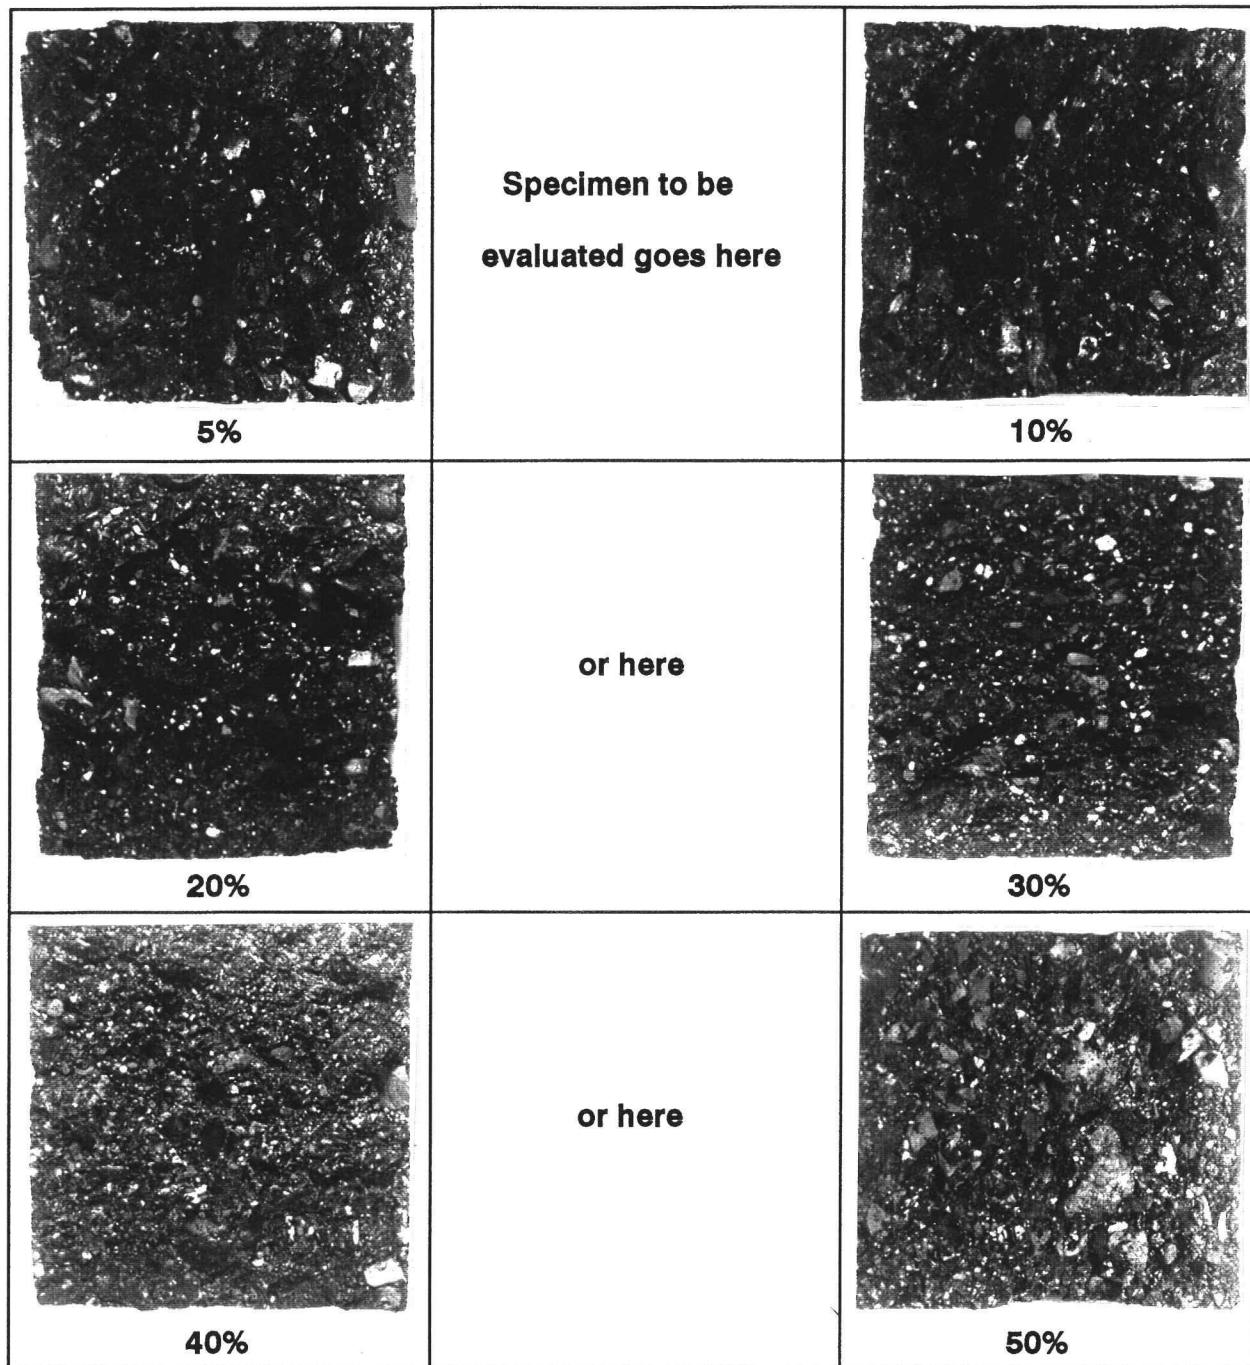 Specimen to be
evaluated goes here
5%
10%
or here
20%
30%
or here
40%
50%